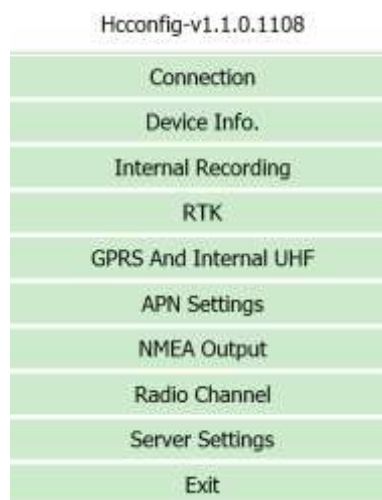 Hcconfig-v1.1.0.1108
Connection
Device Info.
Internal Recording
RTK
GPRS And Internal UHF
APN Settings
NMEA Output
Radio Channel
Server Settings
Exit